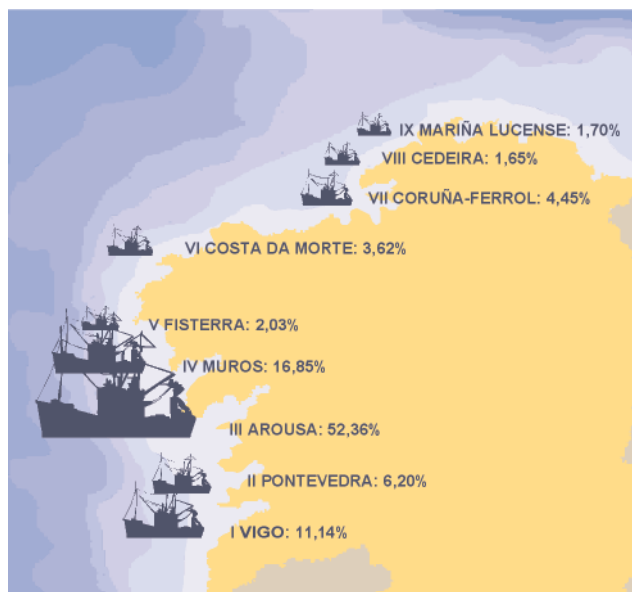 IX MARIÑA LUCENSE: 1,70%
VIII CEDEIRA: 1,65%
VII CORUÑA-FERROL: 4,45%
VI COSTA DA MORTE: 3,62%
V FISTERRA: 2,03%
IV MUROS: 16,85%
III AROUSA: 52,36%
II PONTEVEDRA: 6,20%
I VIGO: 11,14%